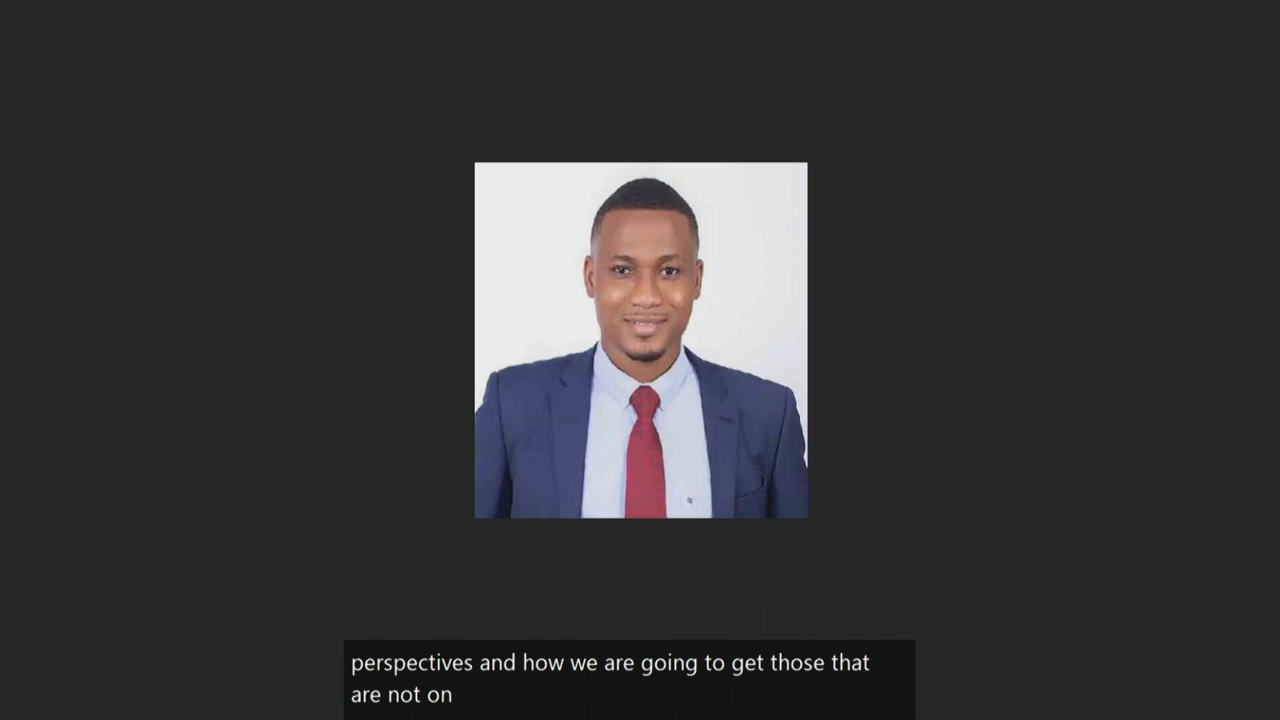 perspectives and how we are going to get those that
are not on